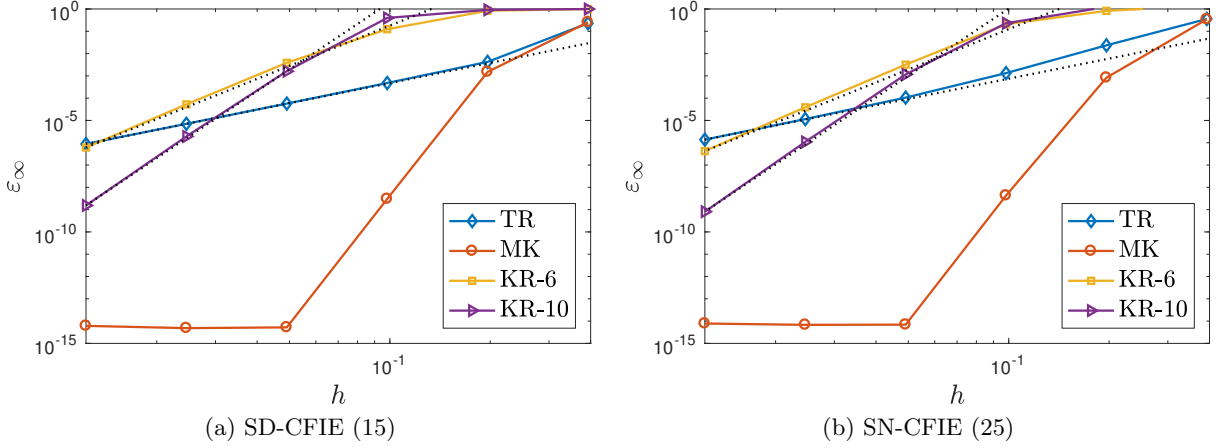 10^0
10^-5
10^-10
10^-15
ε∞
10^-1
h
TR
MK
KR-6
KR-10
(a) SD-CFIE (15)
10^0
10^-5
10^-10
10^-15
ε∞
10^-1
h
TR
MK
KR-6
KR-10
(b) SN-CFIE (25)